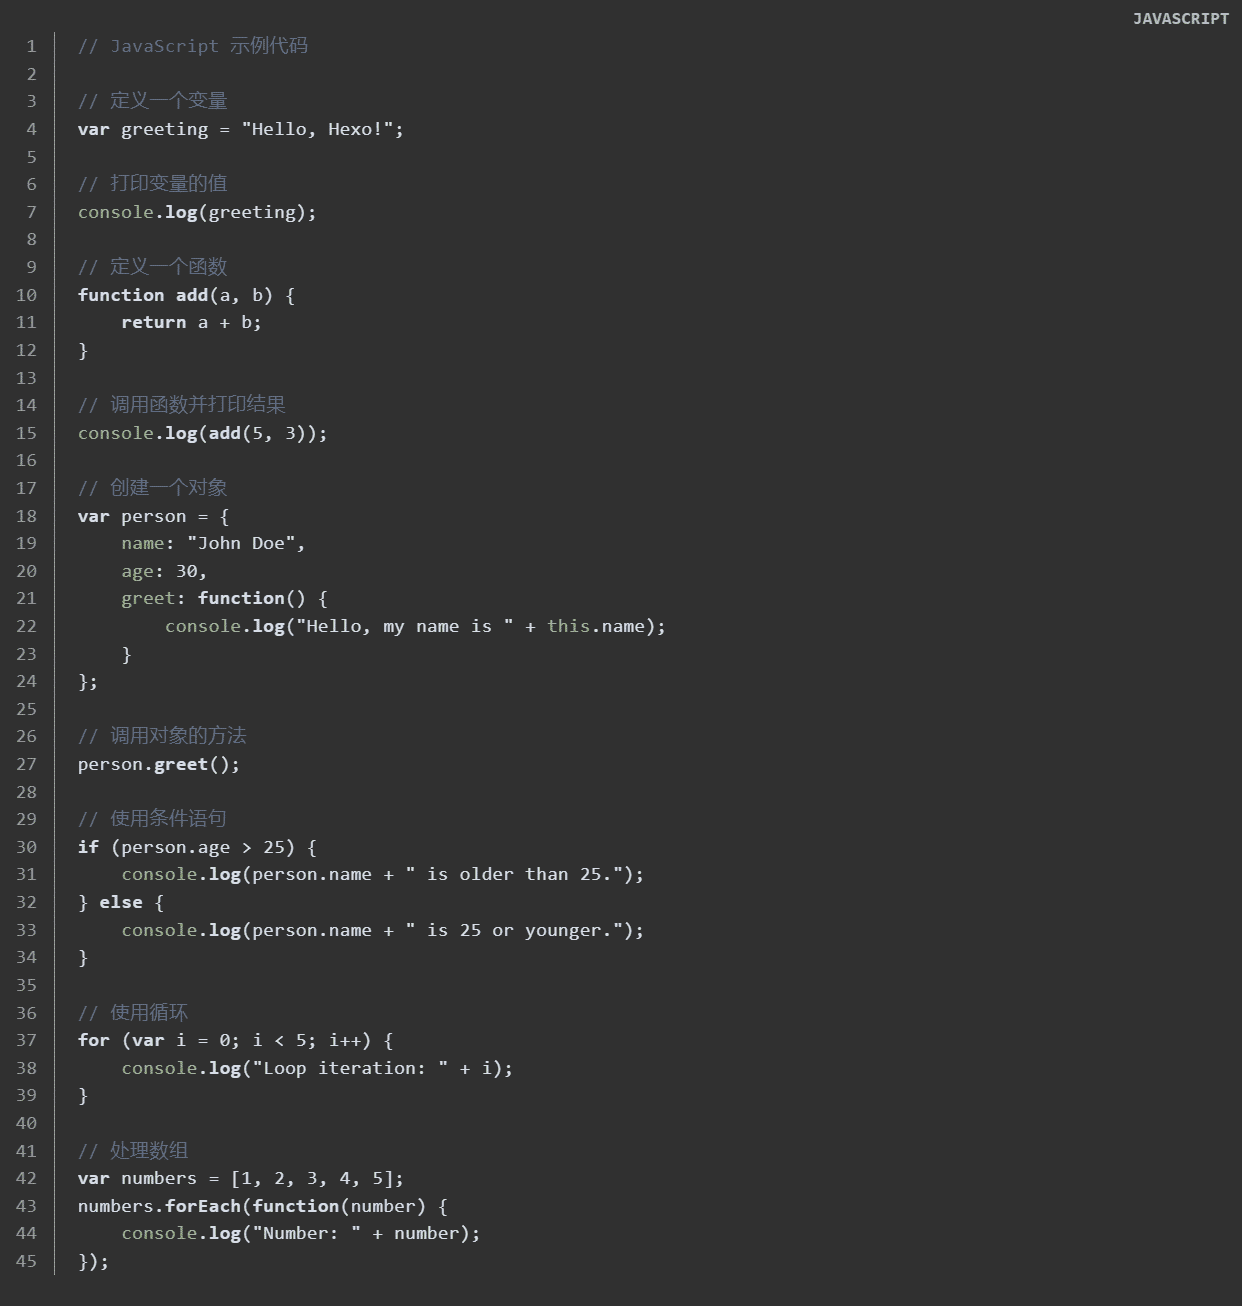 JAVASCRIPT
1 // JavaScript 示例代码
2
3 // 定义一个变量
4 var greeting = "Hello, Hexo!";
5
6 // 打印变量的值
7 console.log(greeting);
8
9 // 定义一个函数
10 function add(a, b) {
11     return a + b;
12 }
13
14 // 调用函数并打印结果
15 console.log(add(5, 3));
16
17 // 创建一个对象
18 var person = {
19     name: "John Doe",
20     age: 30,
21     greet: function() {
22         console.log("Hello, my name is " + this.name);
23     }
24 };
25
26 // 调用对象的方法
27 person.greet();
28
29 // 使用条件语句
30 if (person.age > 25) {
31     console.log(person.name + " is older than 25.");
32 } else {
33     console.log(person.name + " is 25 or younger.");
34 }
35
36 // 使用循环
37 for (var i = 0; i < 5; i++) {
38     console.log("Loop iteration: " + i);
39 }
40
41 // 处理数组
42 var numbers = [1, 2, 3, 4, 5];
43 numbers.forEach(function(number) {
44     console.log("Number: " + number);
45 });